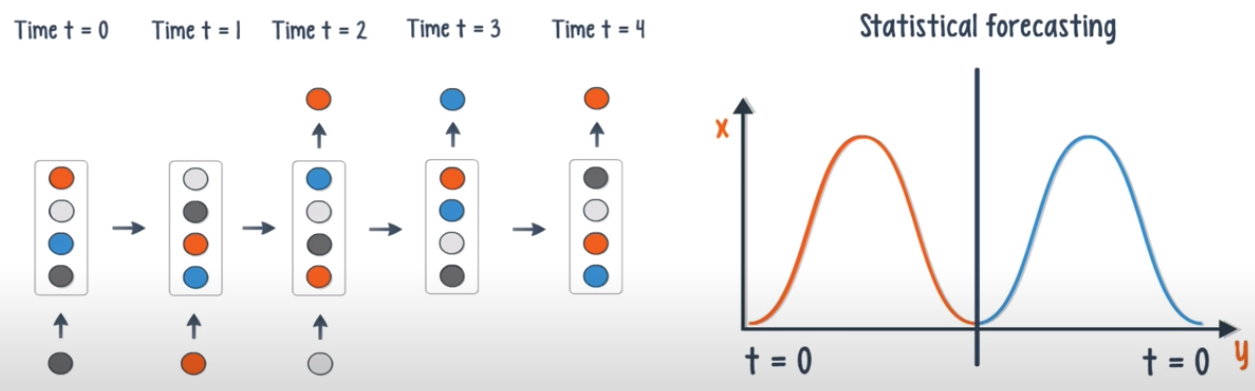 Time t = 0
Time t = 1
Time t = 2
Time t = 3
Time t = 4
Statistical forecasting
x
t = 0
t = 0
y